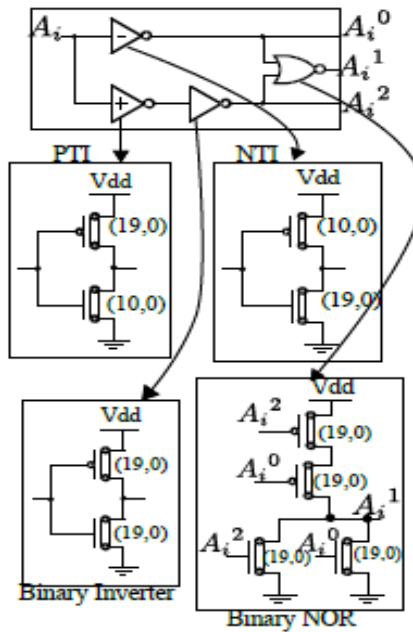 A_i − A_i^0
A_i^1
+ A_i^2
PTI NTI
Vdd Vdd
(19,0) (10,0)
(10,0) (19,0)
Vdd
A_i^2
Vdd (19,0)
A_i^0
(19,0) (19,0)
A_i^1
(19,0) A_i^2 (19,0) A_i^0 (19,0)
Binary Inverter Binary NOR